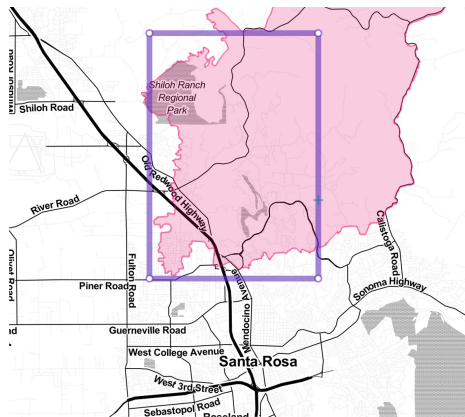 Shiloh Ranch
Regional
Park
Shiloh Road
Old Redwood Highway
River Road
Fulton Road
Calistoga Road
Piner Road
Mendocino Avenue
Sonoma Highway
Guerneville Road
West College Avenue
Santa Rosa
West 3rd Street
Sebastopol Road